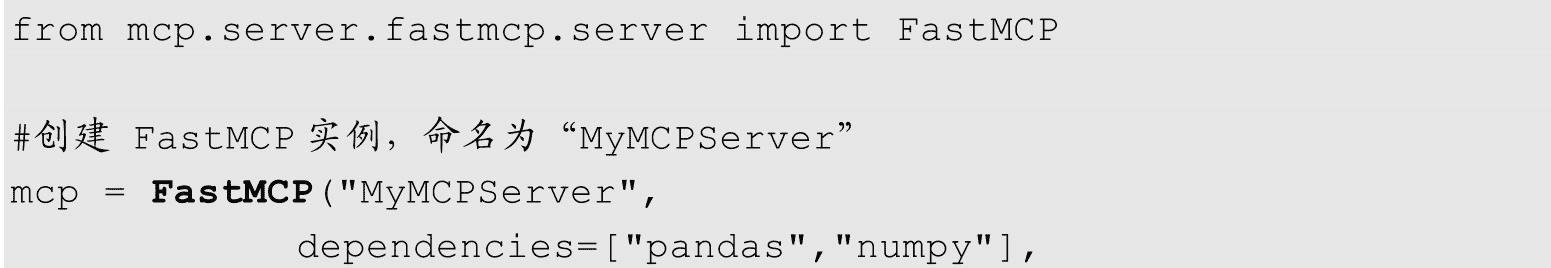 from mcp.server.fastmcp.server import FastMCP
#创建 FastMCP 实例，命名为“MyMCPServer”
mcp = FastMCP("MyMCPServer",
dependencies=["pandas","numpy"],